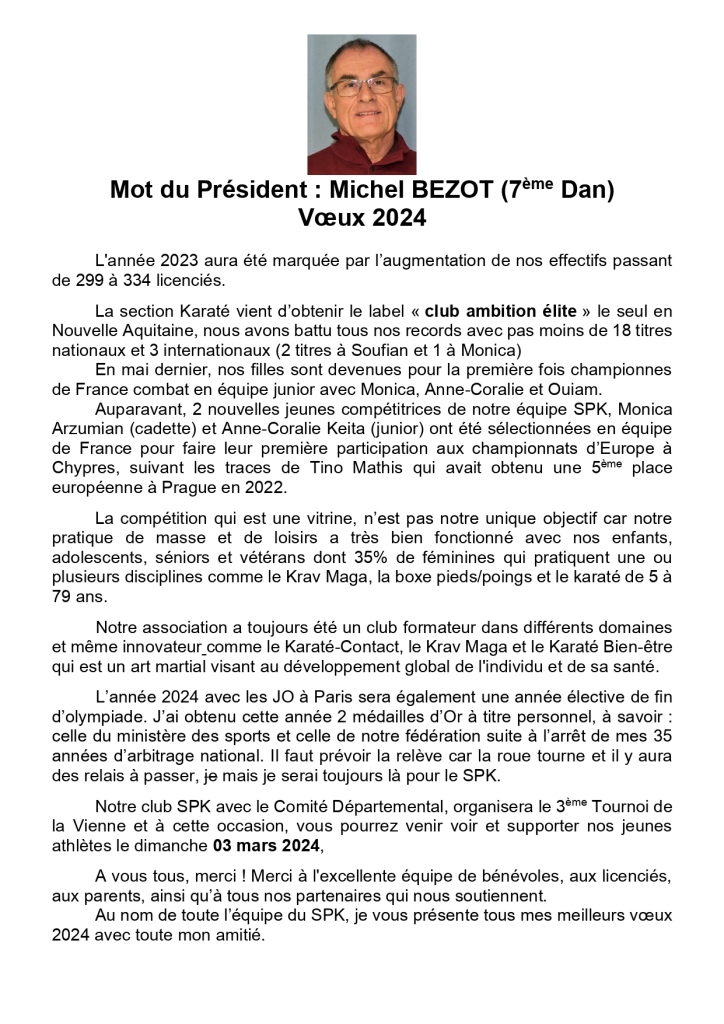 Mot du Président : Michel BEZOT (7ème Dan)
Vœux 2024
L'année 2023 aura été marquée par l’augmentation de nos effectifs passant
de 299 à 334 licenciés.
La section Karaté vient d’obtenir le label « club ambition élite » le seul en
Nouvelle Aquitaine, nous avons battu tous nos records avec pas moins de 18 titres
nationaux et 3 internationaux (2 titres à Soufian et 1 à Monica)
En mai dernier, nos filles sont devenues pour la première fois championnes
de France combat en équipe junior avec Monica, Anne-Coralie et Ouiam.
Auparavant, 2 nouvelles jeunes compétitrices de notre équipe SPK, Monica
Arzumian (cadette) et Anne-Coralie Keita (junior) ont été sélectionnées en équipe
de France pour faire leur première participation aux championnats d’Europe à
Chypres, suivant les traces de Tino Mathis qui avait obtenu une 5ème place
européenne à Prague en 2022.
La compétition qui est une vitrine, n’est pas notre unique objectif car notre
pratique de masse et de loisirs a très bien fonctionné avec nos enfants,
adolescents, séniors et vétérans dont 35% de féminines qui pratiquent une ou
plusieurs disciplines comme le Krav Maga, la boxe pieds/poings et le karaté de 5 à
79 ans.
Notre association a toujours été un club formateur dans différents domaines
et même innovateur comme le Karaté-Contact, le Krav Maga et le Karaté Bien-être
qui est un art martial visant au développement global de l'individu et de sa santé.
L’année 2024 avec les JO à Paris sera également une année élective de fin
d’olympiade. J’ai obtenu cette année 2 médailles d’Or à titre personnel, à savoir :
celle du ministère des sports et celle de notre fédération suite à l’arrêt de mes 35
années d’arbitrage national. Il faut prévoir la relève car la roue tourne et il y aura
des relais à passer, je mais je serai toujours là pour le SPK.
Notre club SPK avec le Comité Départemental, organisera le 3ème Tournoi de
la Vienne et à cette occasion, vous pourrez venir voir et supporter nos jeunes
athlètes le dimanche 03 mars 2024,
A vous tous, merci ! Merci à l'excellente équipe de bénévoles, aux licenciés,
aux parents, ainsi qu’à tous nos partenaires qui nous soutiennent.
Au nom de toute l’équipe du SPK, je vous présente tous mes meilleurs vœux
2024 avec toute mon amitié.